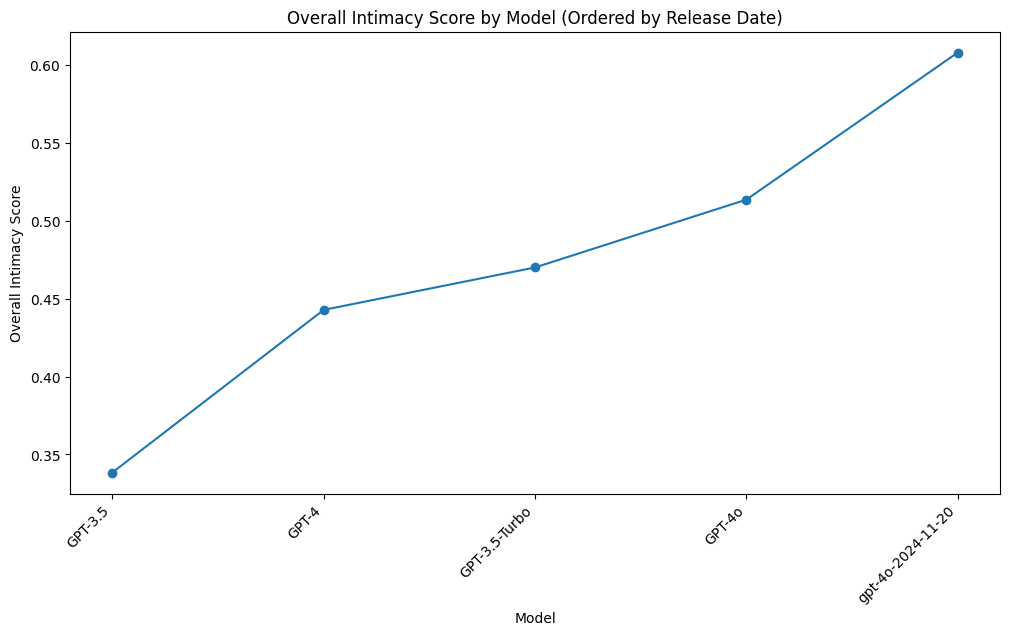 Overall Intimacy Score by Model (Ordered by Release Date)
Overall Intimacy Score
0.60
0.55
0.50
0.45
0.40
0.35
GPT-3.5
GPT-4
GPT-3.5-Turbo
GPT-4o
gpt-4o-2024-11-20
Model